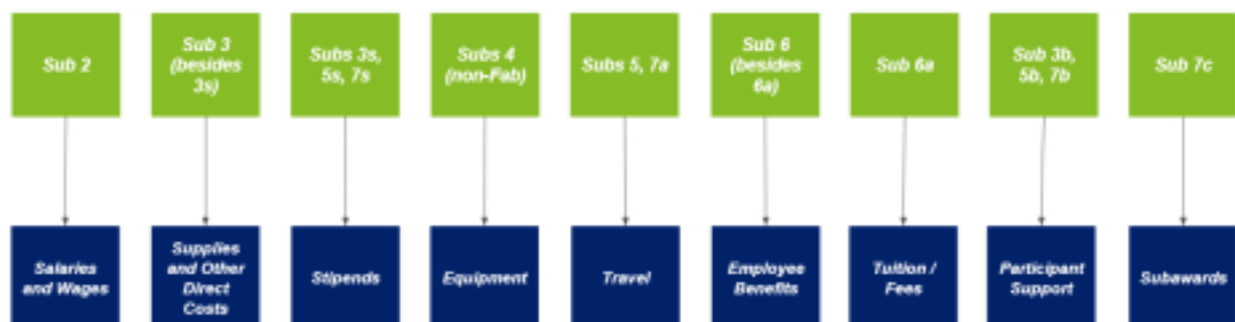 Sub 2
Sub 3
(besides
3s)
Subs 3s,
5s, 7s
Subs 4
(non-Fab)
Subs 5, 7a
Sub 6
(besides
6a)
Sub 6a
Sub 3b,
5b, 7b
Sub 7c
Salaries
and Wages
Supplies
and Other
Direct
Costs
Stipends
Equipment
Travel
Employee
Benefits
Tuition /
Fees
Participant
Support
Subawards